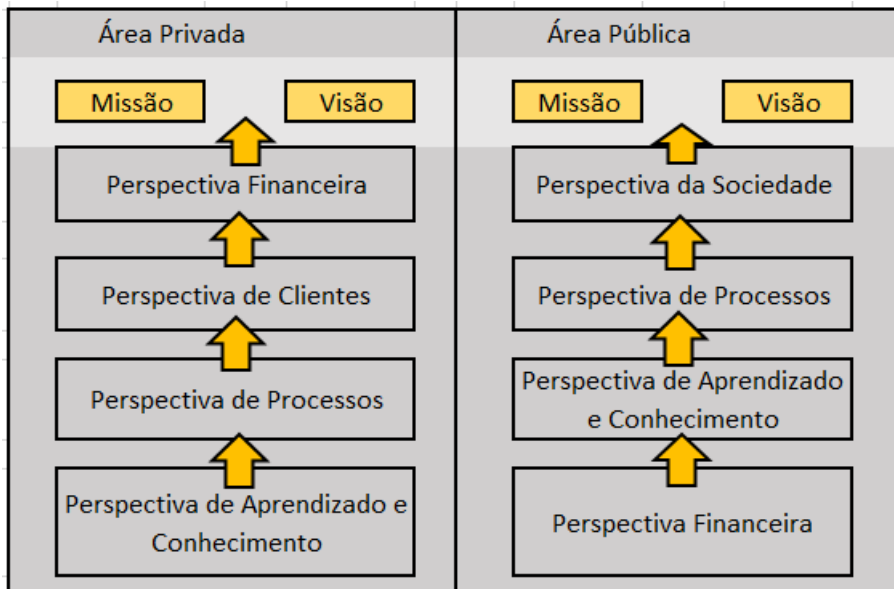 Área Privada
Missão
Visão
Perspectiva Financeira
Perspectiva de Clientes
Perspectiva de Processos
Perspectiva de Aprendizado e
Conhecimento
Área Pública
Missão
Visão
Perspectiva da Sociedade
Perspectiva de Processos
Perspectiva de Aprendizado
e Conhecimento
Perspectiva Financeira